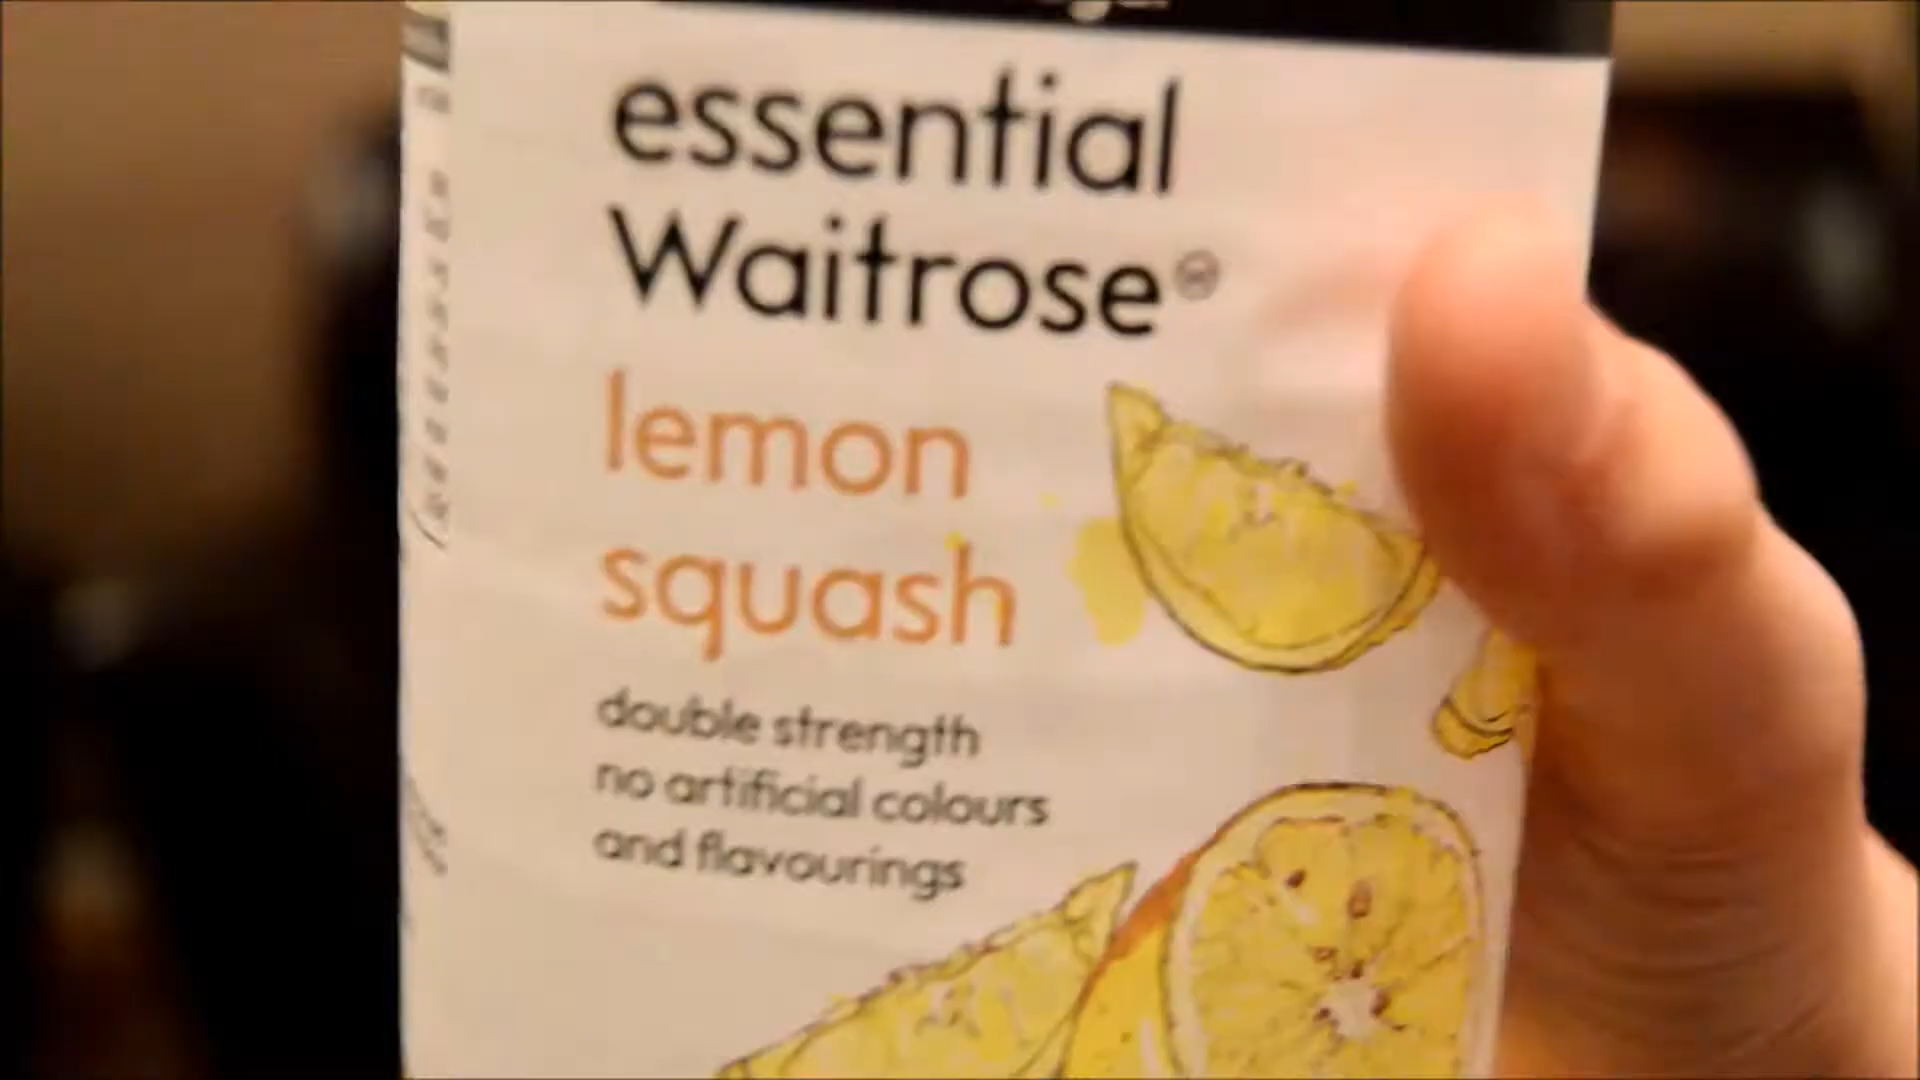 essential
Waitrose®
lemon
squash
double strength
no artificial colours
and flavourings